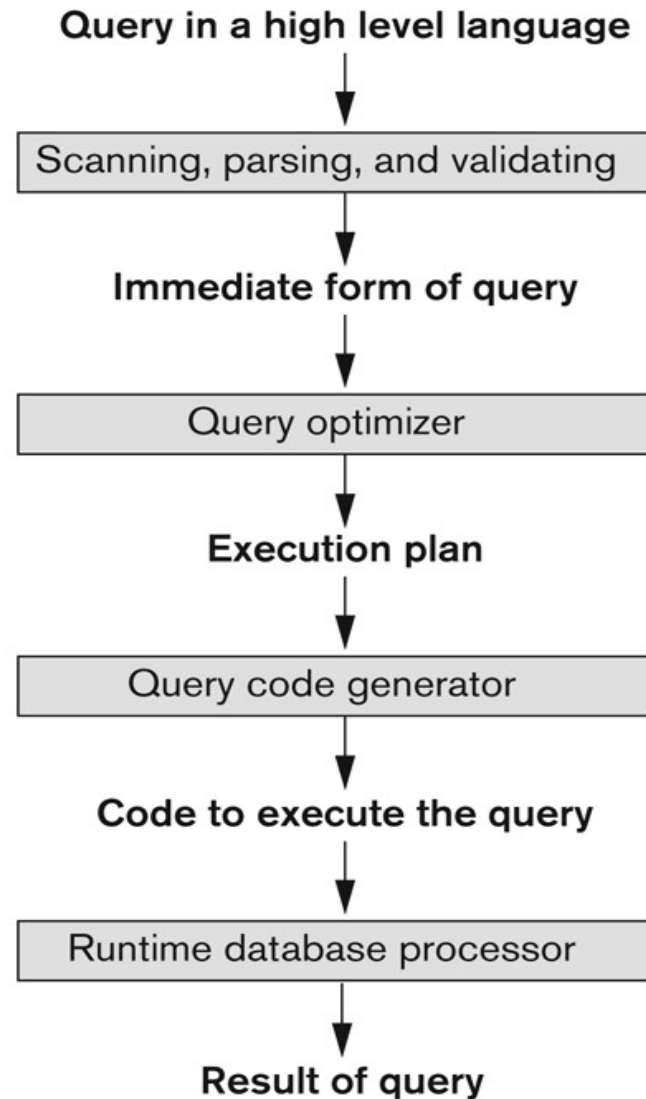 Query in a high level language
Scanning, parsing, and validating
Immediate form of query
Query optimizer
Execution plan
Query code generator
Code to execute the query
Runtime database processor
Result of query